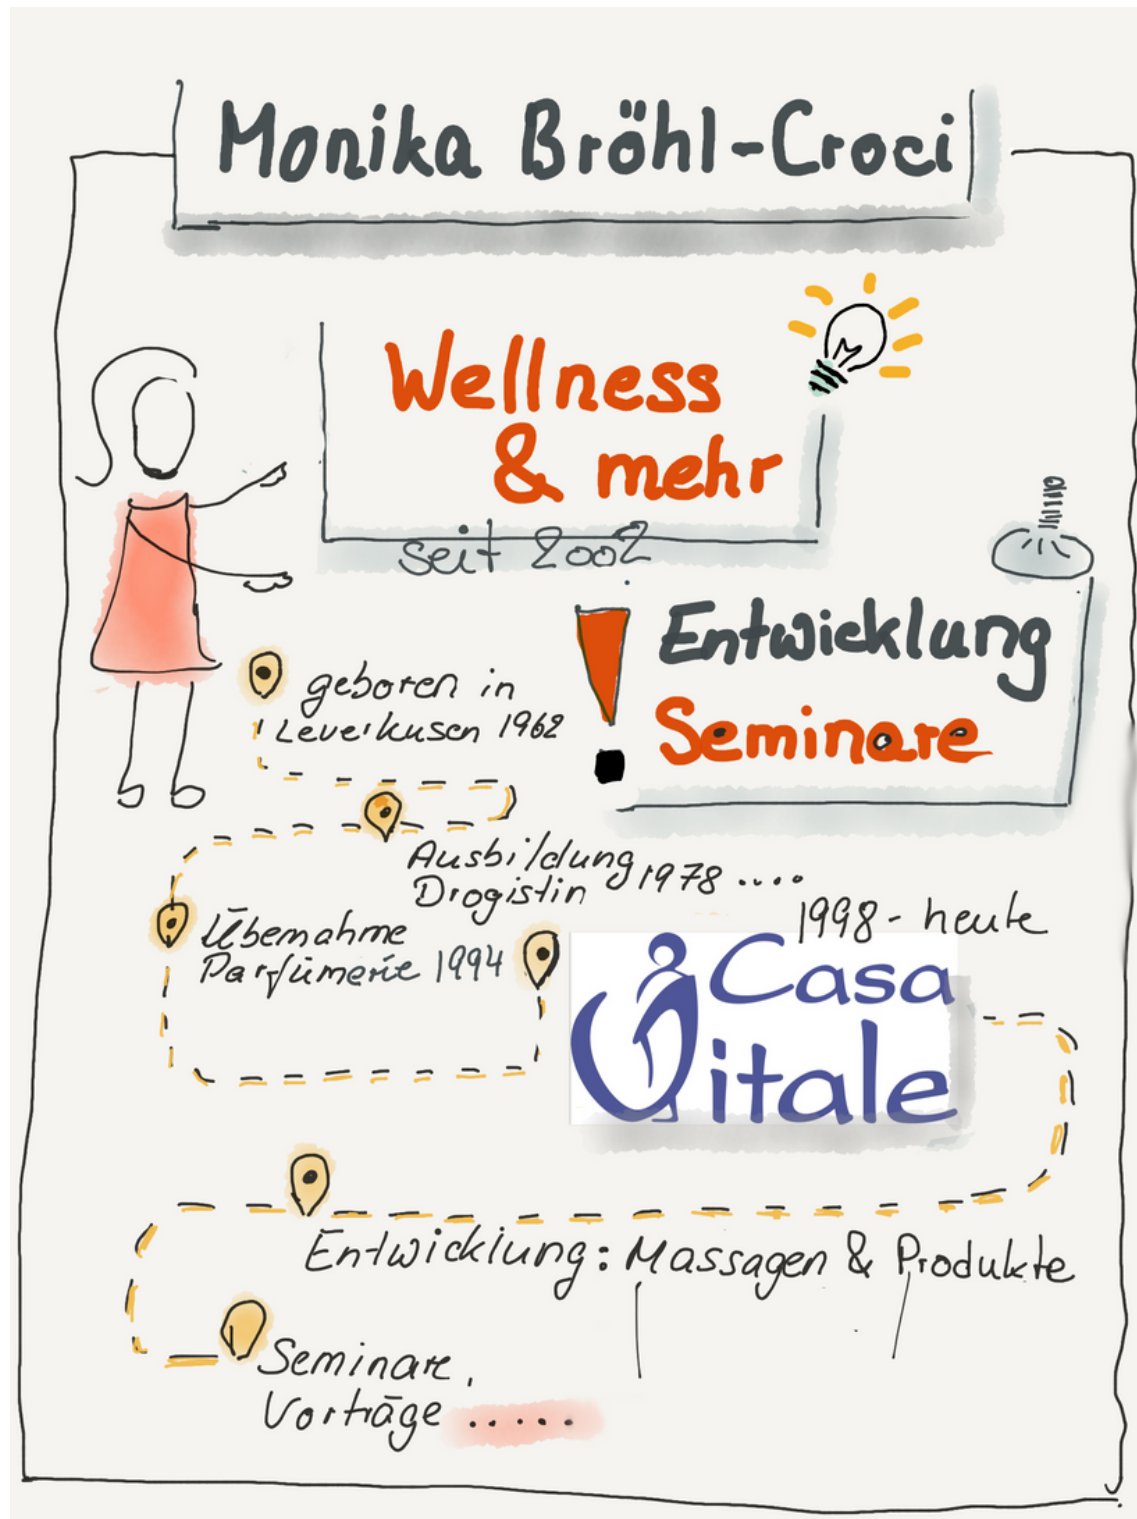 Monika Bröhl-Croci
Wellness
& mehr
seit 2002
Entwicklung
Seminare
geboren in
Leverkusen 1962
Ausbildung 1978 ....
Drogistin
Übernahme
Parfümerie 1994
1998 - heute
Casa
Vitale
Entwicklung: Massagen & Produkte
Seminare,
Vorträge .....